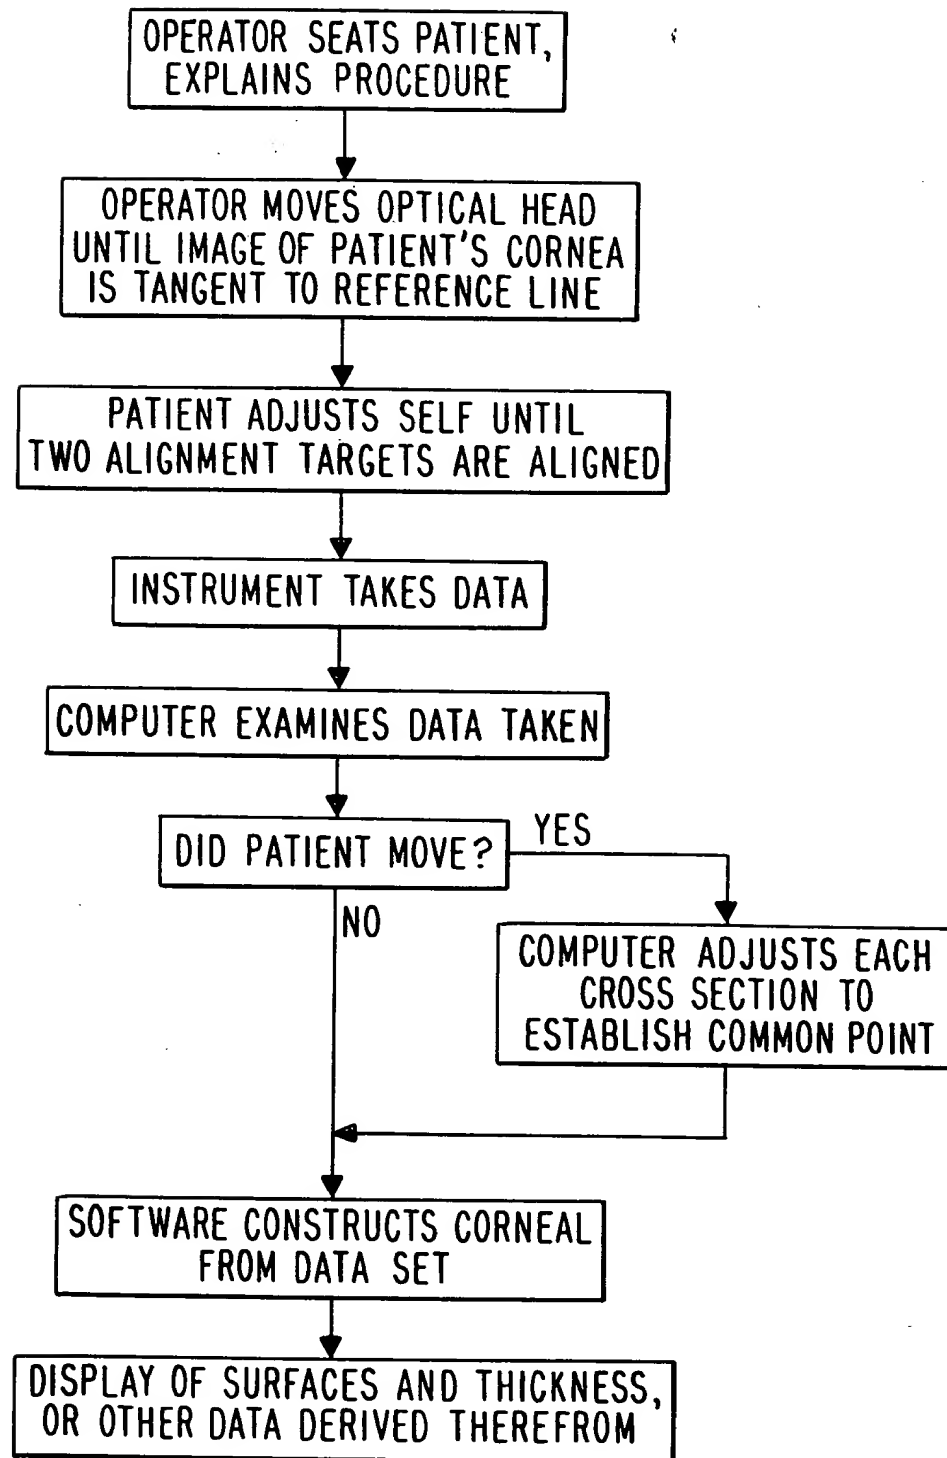 OPERATOR SEATS PATIENT,
EXPLAINS PROCEDURE
OPERATOR MOVES OPTICAL HEAD
UNTIL IMAGE OF PATIENT'S CORNEA
IS TANGENT TO REFERENCE LINE
PATIENT ADJUSTS SELF UNTIL
TWO ALIGNMENT TARGETS ARE ALIGNED
INSTRUMENT TAKES DATA
COMPUTER EXAMINES DATA TAKEN
DID PATIENT MOVE?
YES
NO
COMPUTER ADJUSTS EACH
CROSS SECTION TO
ESTABLISH COMMON POINT
SOFTWARE CONSTRUCTS CORNEAL
FROM DATA SET
DISPLAY OF SURFACES AND THICKNESS,
OR OTHER DATA DERIVED THEREFROM